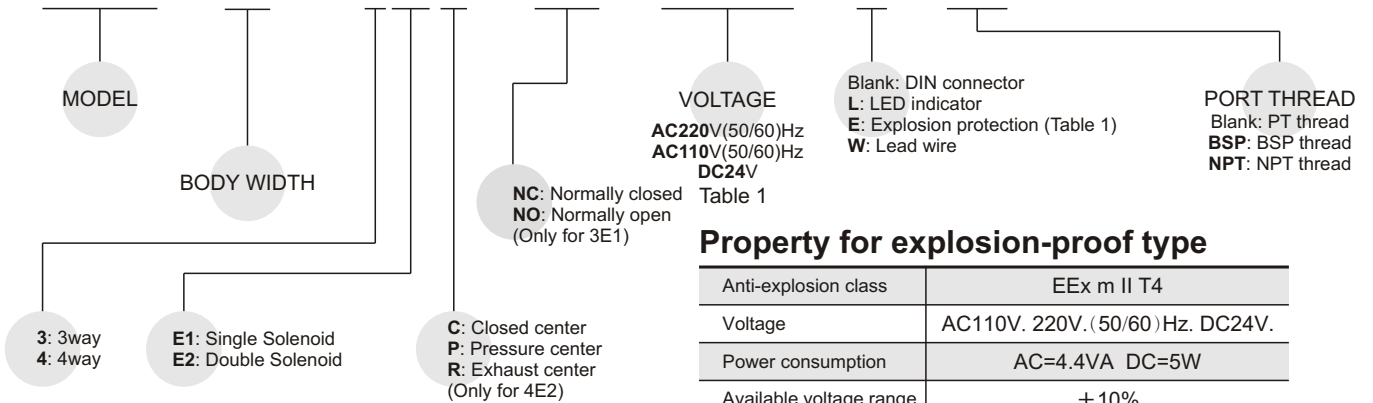 MODEL
BODY WIDTH
3: 3way
4: 4way
E1: Single Solenoid
E2: Double Solenoid
C: Closed center
P: Pressure center
R: Exhaust center
(Only for 4E2)
NC: Normally closed
NO: Normally open
(Only for 3E1)
VOLTAGE
AC220V(50/60)Hz
AC110V(50/60)Hz
DC24V
Table 1
Blank: DIN connector
L: LED indicator
E: Explosion protection (Table 1)
W: Lead wire
PORT THREAD
Blank: PT thread
BSP: BSP thread
NPT: NPT thread
Property for explosion-proof type
Anti-explosion class EEx m II T4
Voltage AC110V. 220V.(50/60)Hz. DC24V.
Power consumption AC=4.4VA DC=5W
Available voltage range